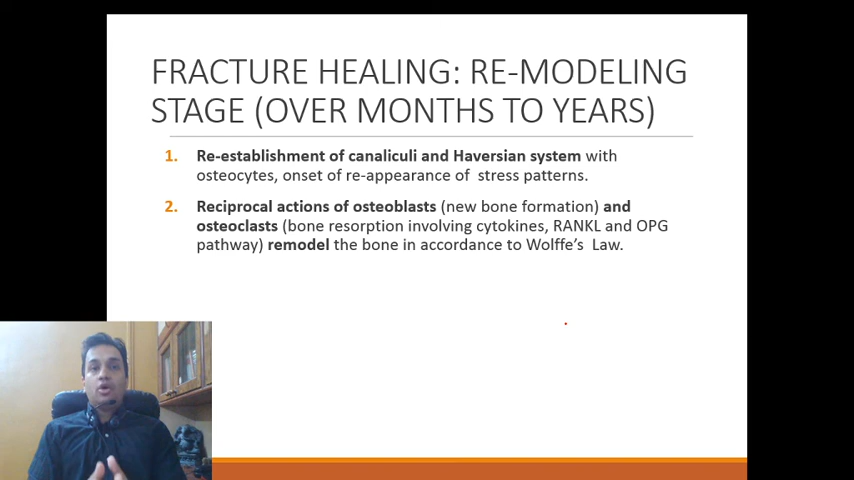 FRACTURE HEALING: RE-MODELING
STAGE (OVER MONTHS TO YEARS)
1. Re-establishment of canaliculi and Haversian system with
osteocytes, onset of re-appearance of stress patterns.
2. Reciprocal actions of osteoblasts (new bone formation) and
osteoclasts (bone resorption involving cytokines, RANKL and OPG
pathway) remodel the bone in accordance to Wolffe's Law.